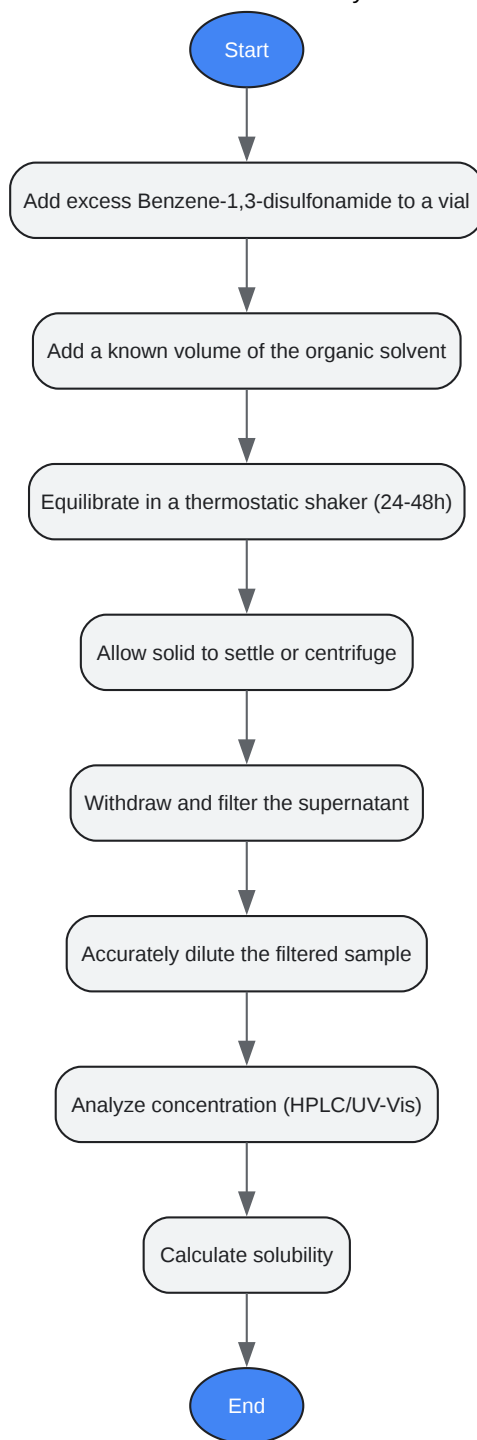 Start
Add excess Benzene-1,3-disulfonamide to a vial
Add a known volume of the organic solvent
Equilibrate in a thermostatic shaker (24-48h)
Allow solid to settle or centrifuge
Withdraw and filter the supernatant
Accurately dilute the filtered sample
Analyze concentration (HPLC/UV-Vis)
Calculate solubility
End